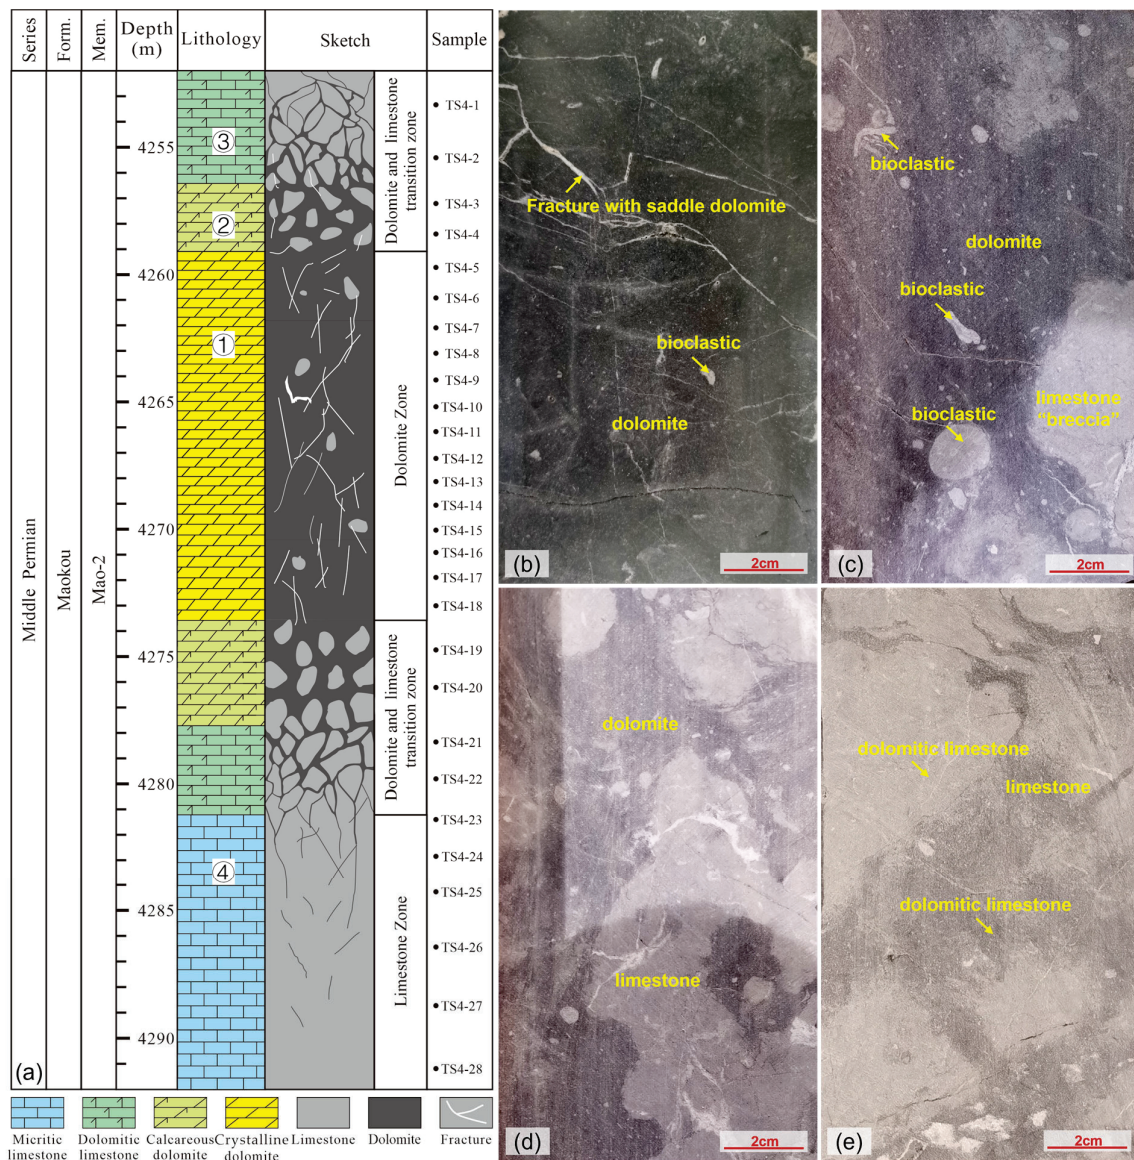 Series
Form.
Mem.
Depth
(m)
Lithology
Sketch
Sample
Middle Permian
Maokou
Mao-2
4255
4260
4265
4270
4275
4280
4285
4290
③
②
①
④
Dolomite and limestone
transition zone
Dolomite Zone
Dolomite and limestone
transition zone
Limestone Zone
TS4-1
TS4-2
TS4-3
TS4-4
TS4-5
TS4-6
TS4-7
TS4-8
TS4-9
TS4-10
TS4-11
TS4-12
TS4-13
TS4-14
TS4-15
TS4-16
TS4-17
TS4-18
TS4-19
TS4-20
TS4-21
TS4-22
TS4-23
TS4-24
TS4-25
TS4-26
TS4-27
TS4-28
(a)
Micritic
limestone
Dolomitic
limestone
Calcareous
dolomite
Crystalline
dolomite
Limestone
Dolomite
Fracture
Fracture with saddle dolomite
bioclastic
dolomite
(b)
2cm
bioclastic
dolomite
bioclastic
limestone
"breccia"
bioclastic
(c)
2cm
dolomite
limestone
(d)
2cm
dolomitic limestone
limestone
dolomitic limestone
(e)
2cm